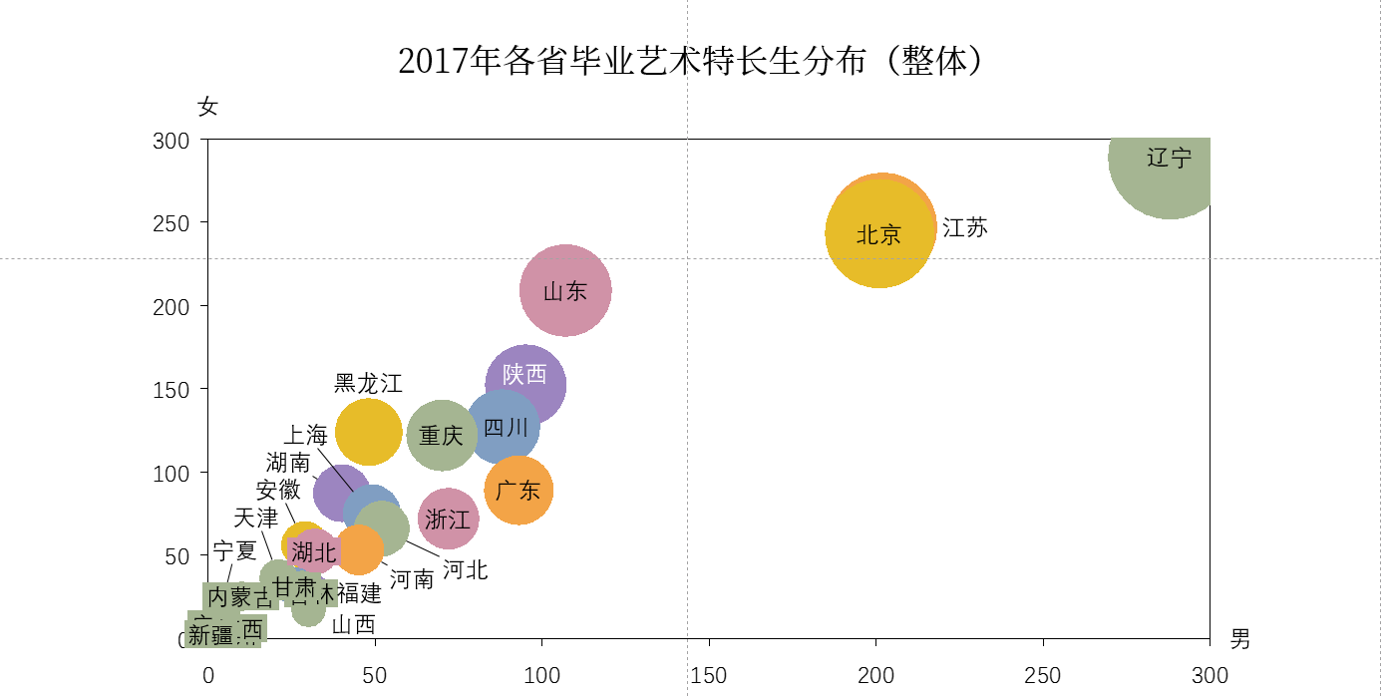 2017年各省毕业艺术特长生分布（整体）
女
300
辽宁
250
北京
江苏
山东
200
陕西
黑龙江
150
四川
重庆
上海
湖南
100
安徽
广东
天津
浙江
50
宁夏
湖北
河北
河南
甘肃
福建
内蒙古
山西
新疆
西
0
男
0
50
100
150
200
250
300